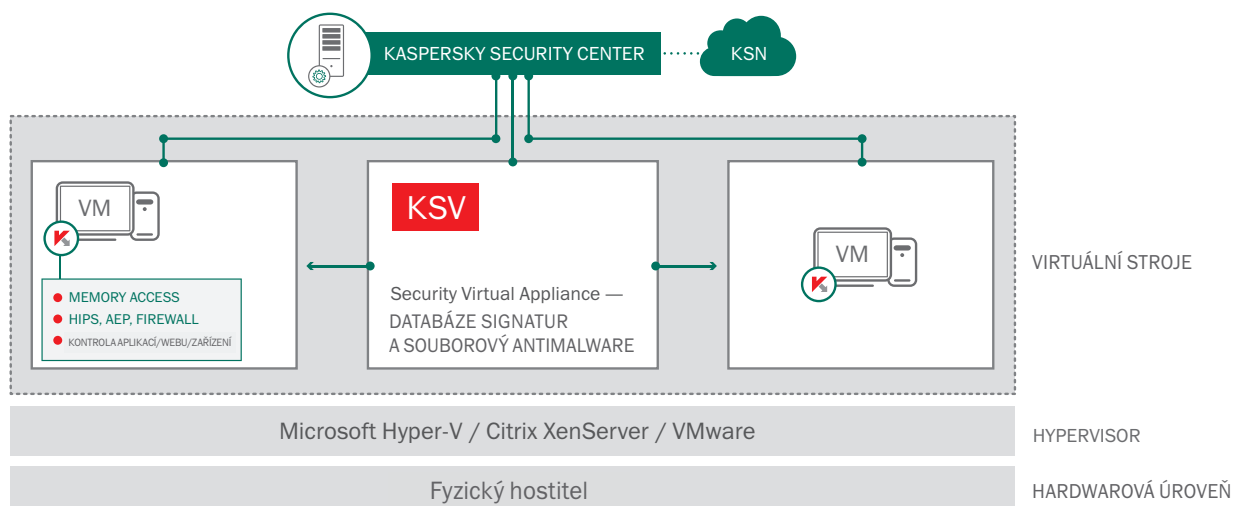 KASPERSKY SECURITY CENTER
KSN
VM
MEMORY ACCESS
HIPS, AEP, FIREWALL
KONTROLA APLIKACÍ/WEBU/ZAŘÍZENÍ
KSV
Security Virtual Appliance —
DATABÁZE SIGNATUR
A SOUBOROVÝ ANTIMALWARE
VM
VIRTUÁLNÍ STROJE
Microsoft Hyper-V / Citrix XenServer / VMware
HYPERVISOR
Fyzický hostitel
HARDWAROVÁ ÚROVEŇ